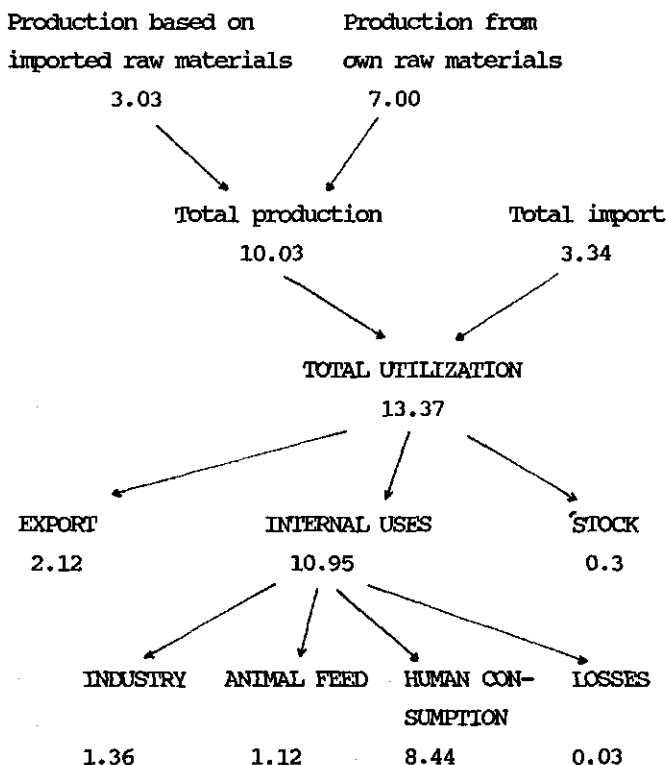 Production based on Production from
imported raw materials own raw materials
3.03 7.00
Total production Total import
10.03 3.34
TOTAL UTILIZATION
13.37
EXPORT INTERNAL USES STOCK
2.12 10.95 0.3
INDUSTRY ANIMAL FEED HUMAN CON- LOSSES
SUMPTION
1.36 1.12 8.44 0.03